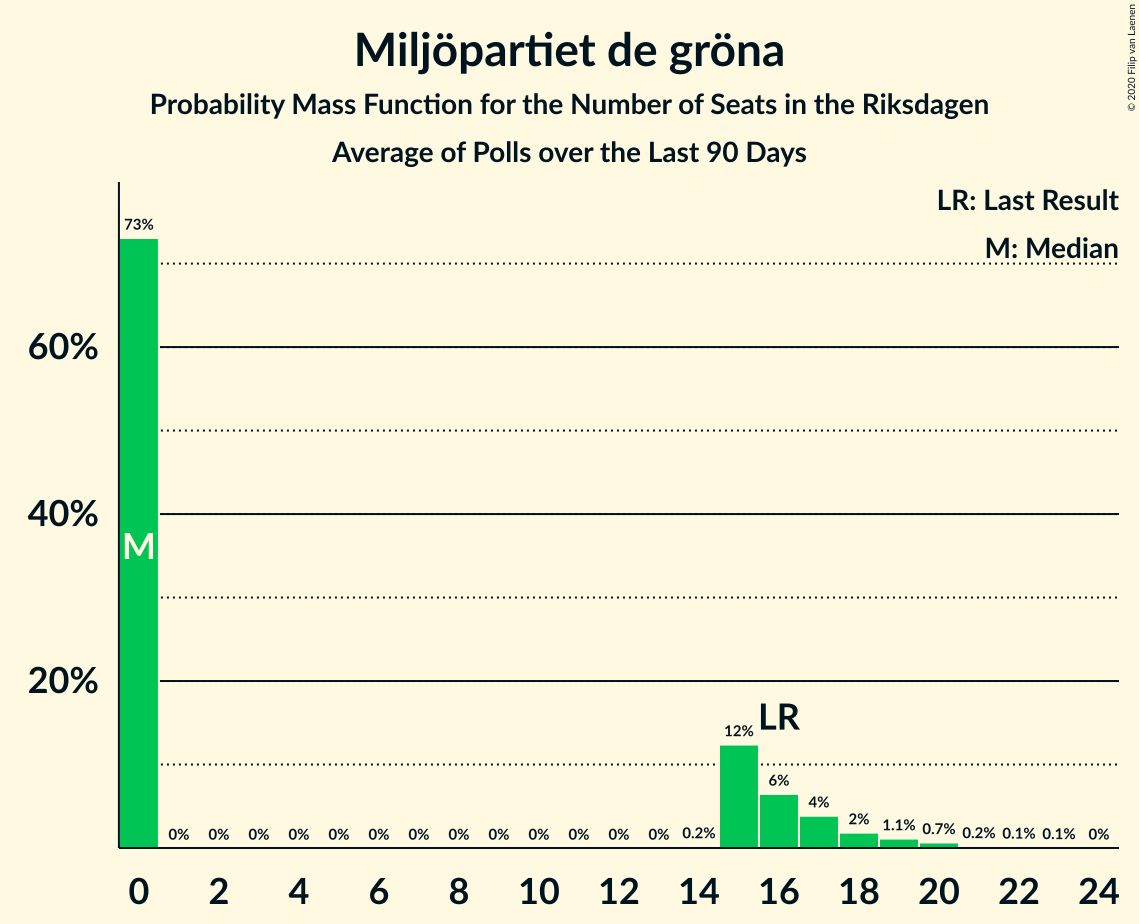 Miljöpartiet de gröna
Probability Mass Function for the Number of Seats in the Riksdagen
Average of Polls over the Last 90 Days
© 2020 Filip van Laenen
LR: Last Result
M: Median
73%
60%
40%
20%
M
LR
0% 0% 0% 0% 0% 0% 0% 0% 0% 0% 0% 0% 0% 0.2% 12% 6% 4% 2% 1.1% 0.7% 0.2% 0.1% 0.1% 0%
0 2 4 6 8 10 12 14 16 18 20 22 24